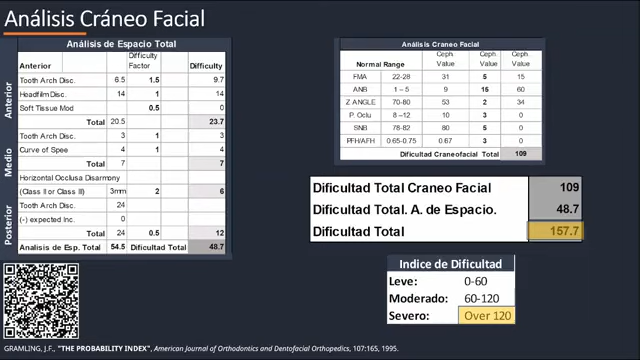 Análisis Cráneo Facial
Análisis de Espacio Total
Anterior Difficulty Factor Difficulty
Anterior
Tooth Arch Disc. 6.5 1.5 9.7
HeadfilmDisc. 14 1 14
Soft Tissue Mod 0.5 0
Total 20.5 23.7
Medio
Tooth Arch Disc. 3 1 3
Curve of Spee 4 1 4
Total 7 7
Posterior
Horizontal Occlusa Disarmony
(Class II or Class III) 3mm 2 6
Tooth Arch Disc. 24
(-) expected Inc. 0
Total 24 0.5 12
Analisis de Esp. Total 54.5 Dificultad Total 48.7
Análisis Craneo Facial
Normal Range Ceph. Value Ceph. Value Ceph. Value
FMA 22-28 31 5 15
ANB 1 – 5 9 15 60
Z ANGLE 70-80 53 2 34
P. Oclu 8 –12 10 3 0
SNB 78-82 80 5 0
PFH/AFH 0.65-0.75 0.67 3 0
Dificultad Craneofacial Total 109
Dificultad Total Craneo Facial 109
Dificultad Total. A. de Espacio. 48.7
Dificultad Total 157.7
Indice de Dificultad
Leve: 0-60
Moderado: 60-120
Severo: Over 120
GRAMLING, J.F., "THE PROBABILITY INDEX", American Journal of Orthodontics and Dentofacial Orthopedics, 107:165, 1995.